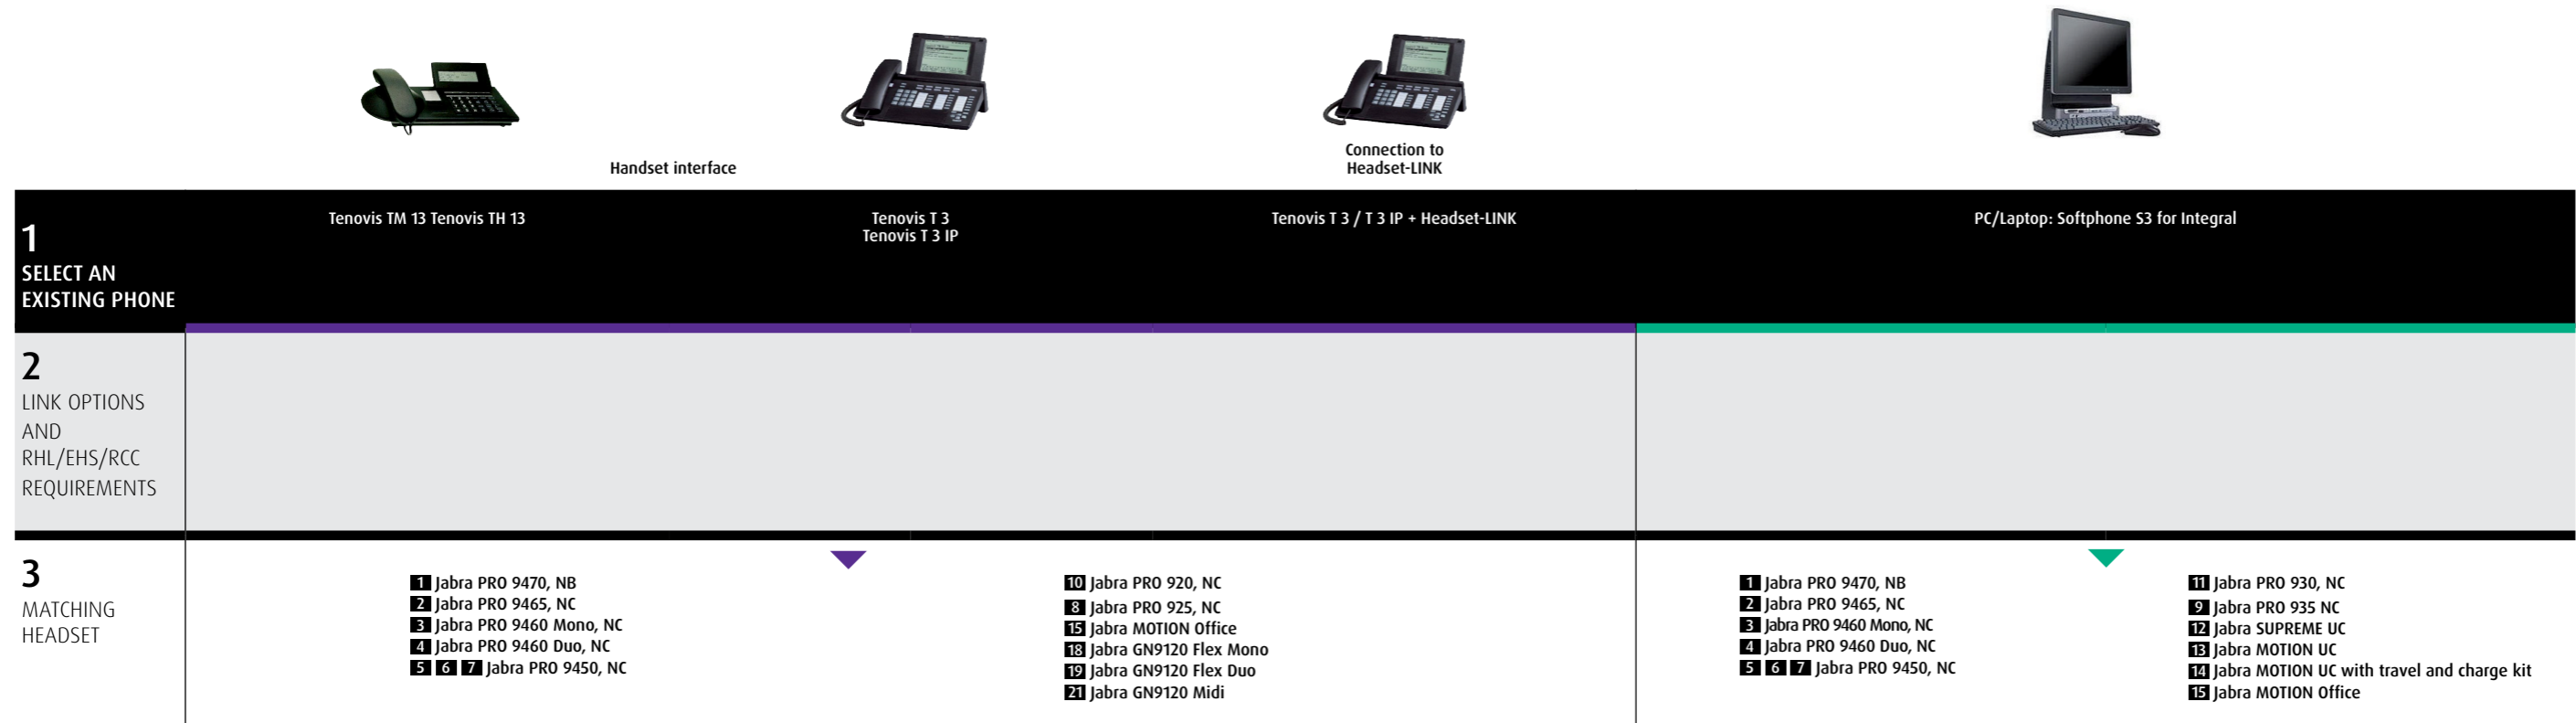 Handset interface
Connection to
Headset-LINK
1
SELECT AN
EXISTING PHONE
Tenovis TM 13 Tenovis TH 13
Tenovis T 3
Tenovis T 3 IP
Tenovis T 3 / T 3 IP + Headset-LINK
PC/Laptop: Softphone S3 for Integral
2
LINK OPTIONS
AND
RHL/EHS/RCC
REQUIREMENTS
3
MATCHING
HEADSET
1 Jabra PRO 9470, NB
2 Jabra PRO 9465, NC
3 Jabra PRO 9460 Mono, NC
4 Jabra PRO 9460 Duo, NC
5 6 7 Jabra PRO 9450, NC
10 Jabra PRO 920, NC
8 Jabra PRO 925, NC
15 Jabra MOTION Office
18 Jabra GN9120 Flex Mono
19 Jabra GN9120 Flex Duo
21 Jabra GN9120 Midi
1 Jabra PRO 9470, NB
2 Jabra PRO 9465, NC
3 Jabra PRO 9460 Mono, NC
4 Jabra PRO 9460 Duo, NC
5 6 7 Jabra PRO 9450, NC
11 Jabra PRO 930, NC
9 Jabra PRO 935 NC
12 Jabra SUPREME UC
13 Jabra MOTION UC
14 Jabra MOTION UC with travel and charge kit
15 Jabra MOTION Office